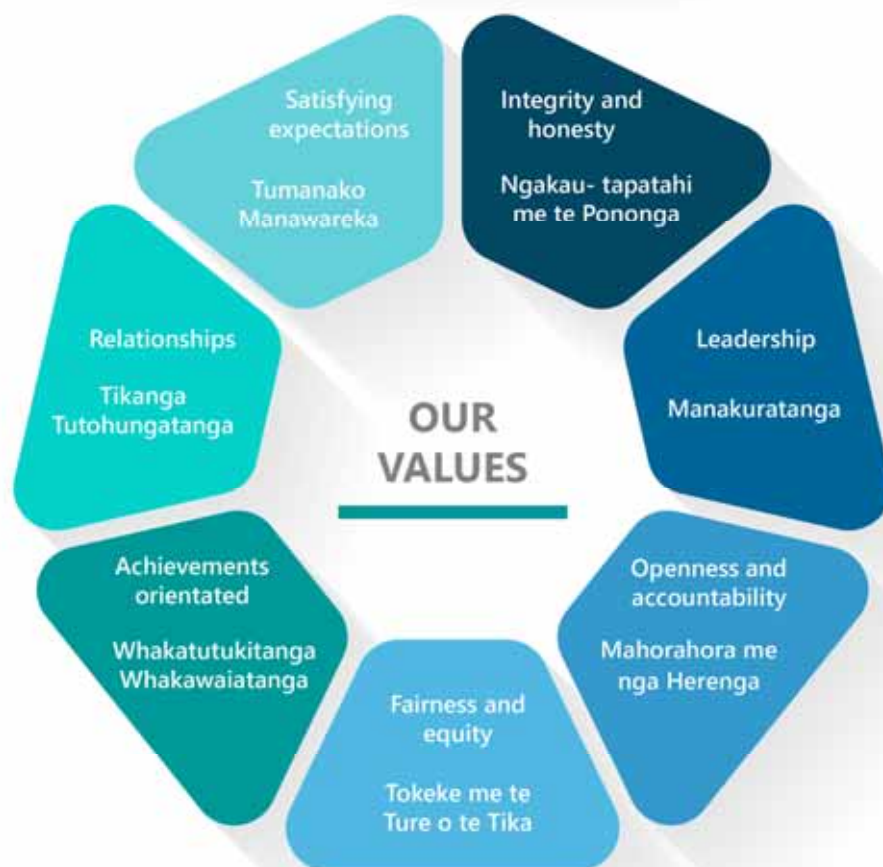 OUR
VALUES
Integrity and
honesty
Ngakau- tapatahi
me te Pononga
Leadership
Manakuratanga
Openness and
accountability
Mahorahora me
nga Herenga
Fairness and
equity
Tokeke me te
Ture o te Tika
Achievements
orientated
Whakatutukitanga
Whakawaiatanga
Relationships
Tikanga
Tutohungatanga
Satisfying
expectations
Tumanako
Manawareka